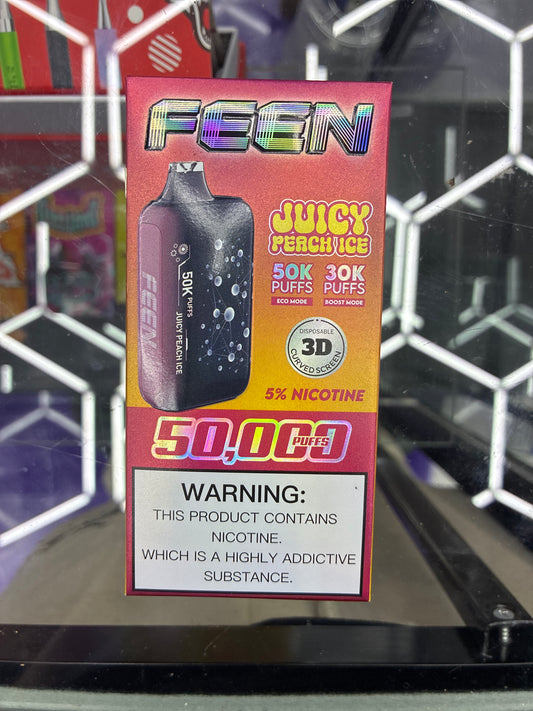 FEEN
JUICY
PEACH ICE
50K
PUFFS
ECO MODE
30K
PUFFS
BOOST MODE
FEEN
50K PUFFS
JUICY PEACH ICE
DISPOSABLE
3D
CURVED SCREEN
5% NICOTINE
50,000
PUFFS
WARNING:
THIS PRODUCT CONTAINS
NICOTINE.
WHICH IS A HIGHLY ADDICTIVE
SUBSTANCE.